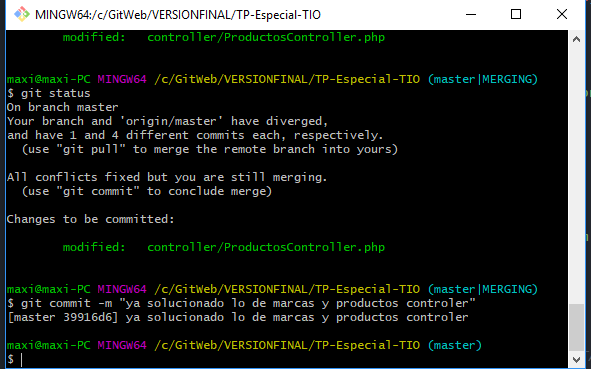 MINGW64:/c/GitWeb/VERSIONFINAL/TP-Especial-TIO
modified:   controller/ProductosController.php
maxi@maxi-PC MINGW64 /c/GitWeb/VERSIONFINAL/TP-Especial-TIO (master|MERGING)
$ git status
On branch master
Your branch and 'origin/master' have diverged,
and have 1 and 4 different commits each, respectively.
(use "git pull" to merge the remote branch into yours)
All conflicts fixed but you are still merging.
(use "git commit" to conclude merge)
Changes to be committed:
modified:   controller/ProductosController.php
maxi@maxi-PC MINGW64 /c/GitWeb/VERSIONFINAL/TP-Especial-TIO (master|MERGING)
$ git commit -m "ya solucionado lo de marcas y productos controler"
[master 39916d6] ya solucionado lo de marcas y productos controler
maxi@maxi-PC MINGW64 /c/GitWeb/VERSIONFINAL/TP-Especial-TIO (master)
$